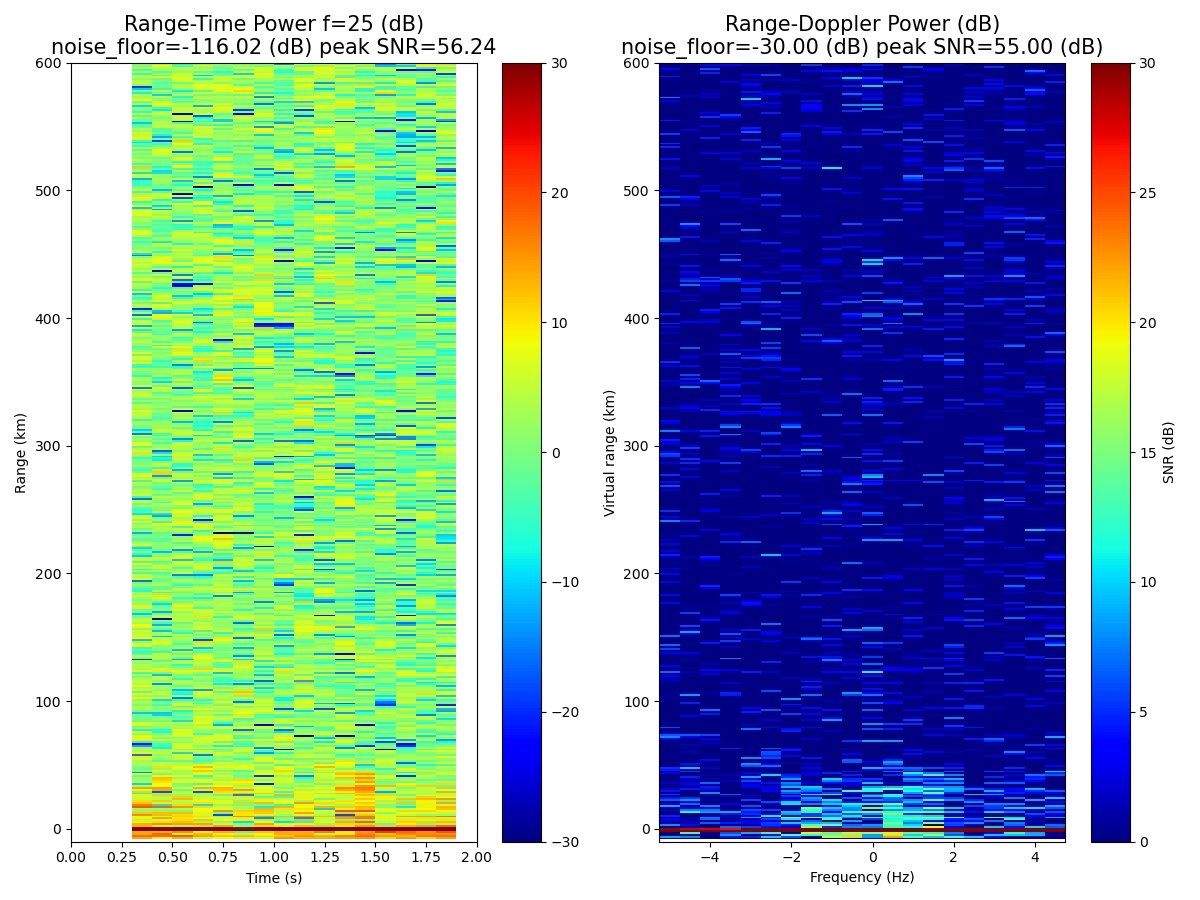 Range-Time Power f=25 (dB)
noise_floor=-116.02 (dB) peak SNR=56.24
600
500
400
300
200
100
0
Range (km)
0.00 0.25 0.50 0.75 1.00 1.25 1.50 1.75 2.00
Time (s)
30
20
10
0
−10
−20
−30
Range-Doppler Power (dB)
noise_floor=-30.00 (dB) peak SNR=55.00 (dB)
600
500
400
300
200
100
0
Virtual range (km)
−4 −2 0 2 4
Frequency (Hz)
30
25
20
15
10
5
0
SNR (dB)